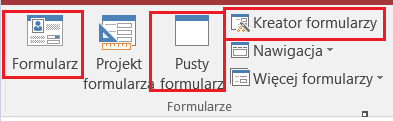 Formularz
Projekt
formularza
Pusty
formularz
Kreator formularzy
Nawigacja
Więcej formularzy
Formularze